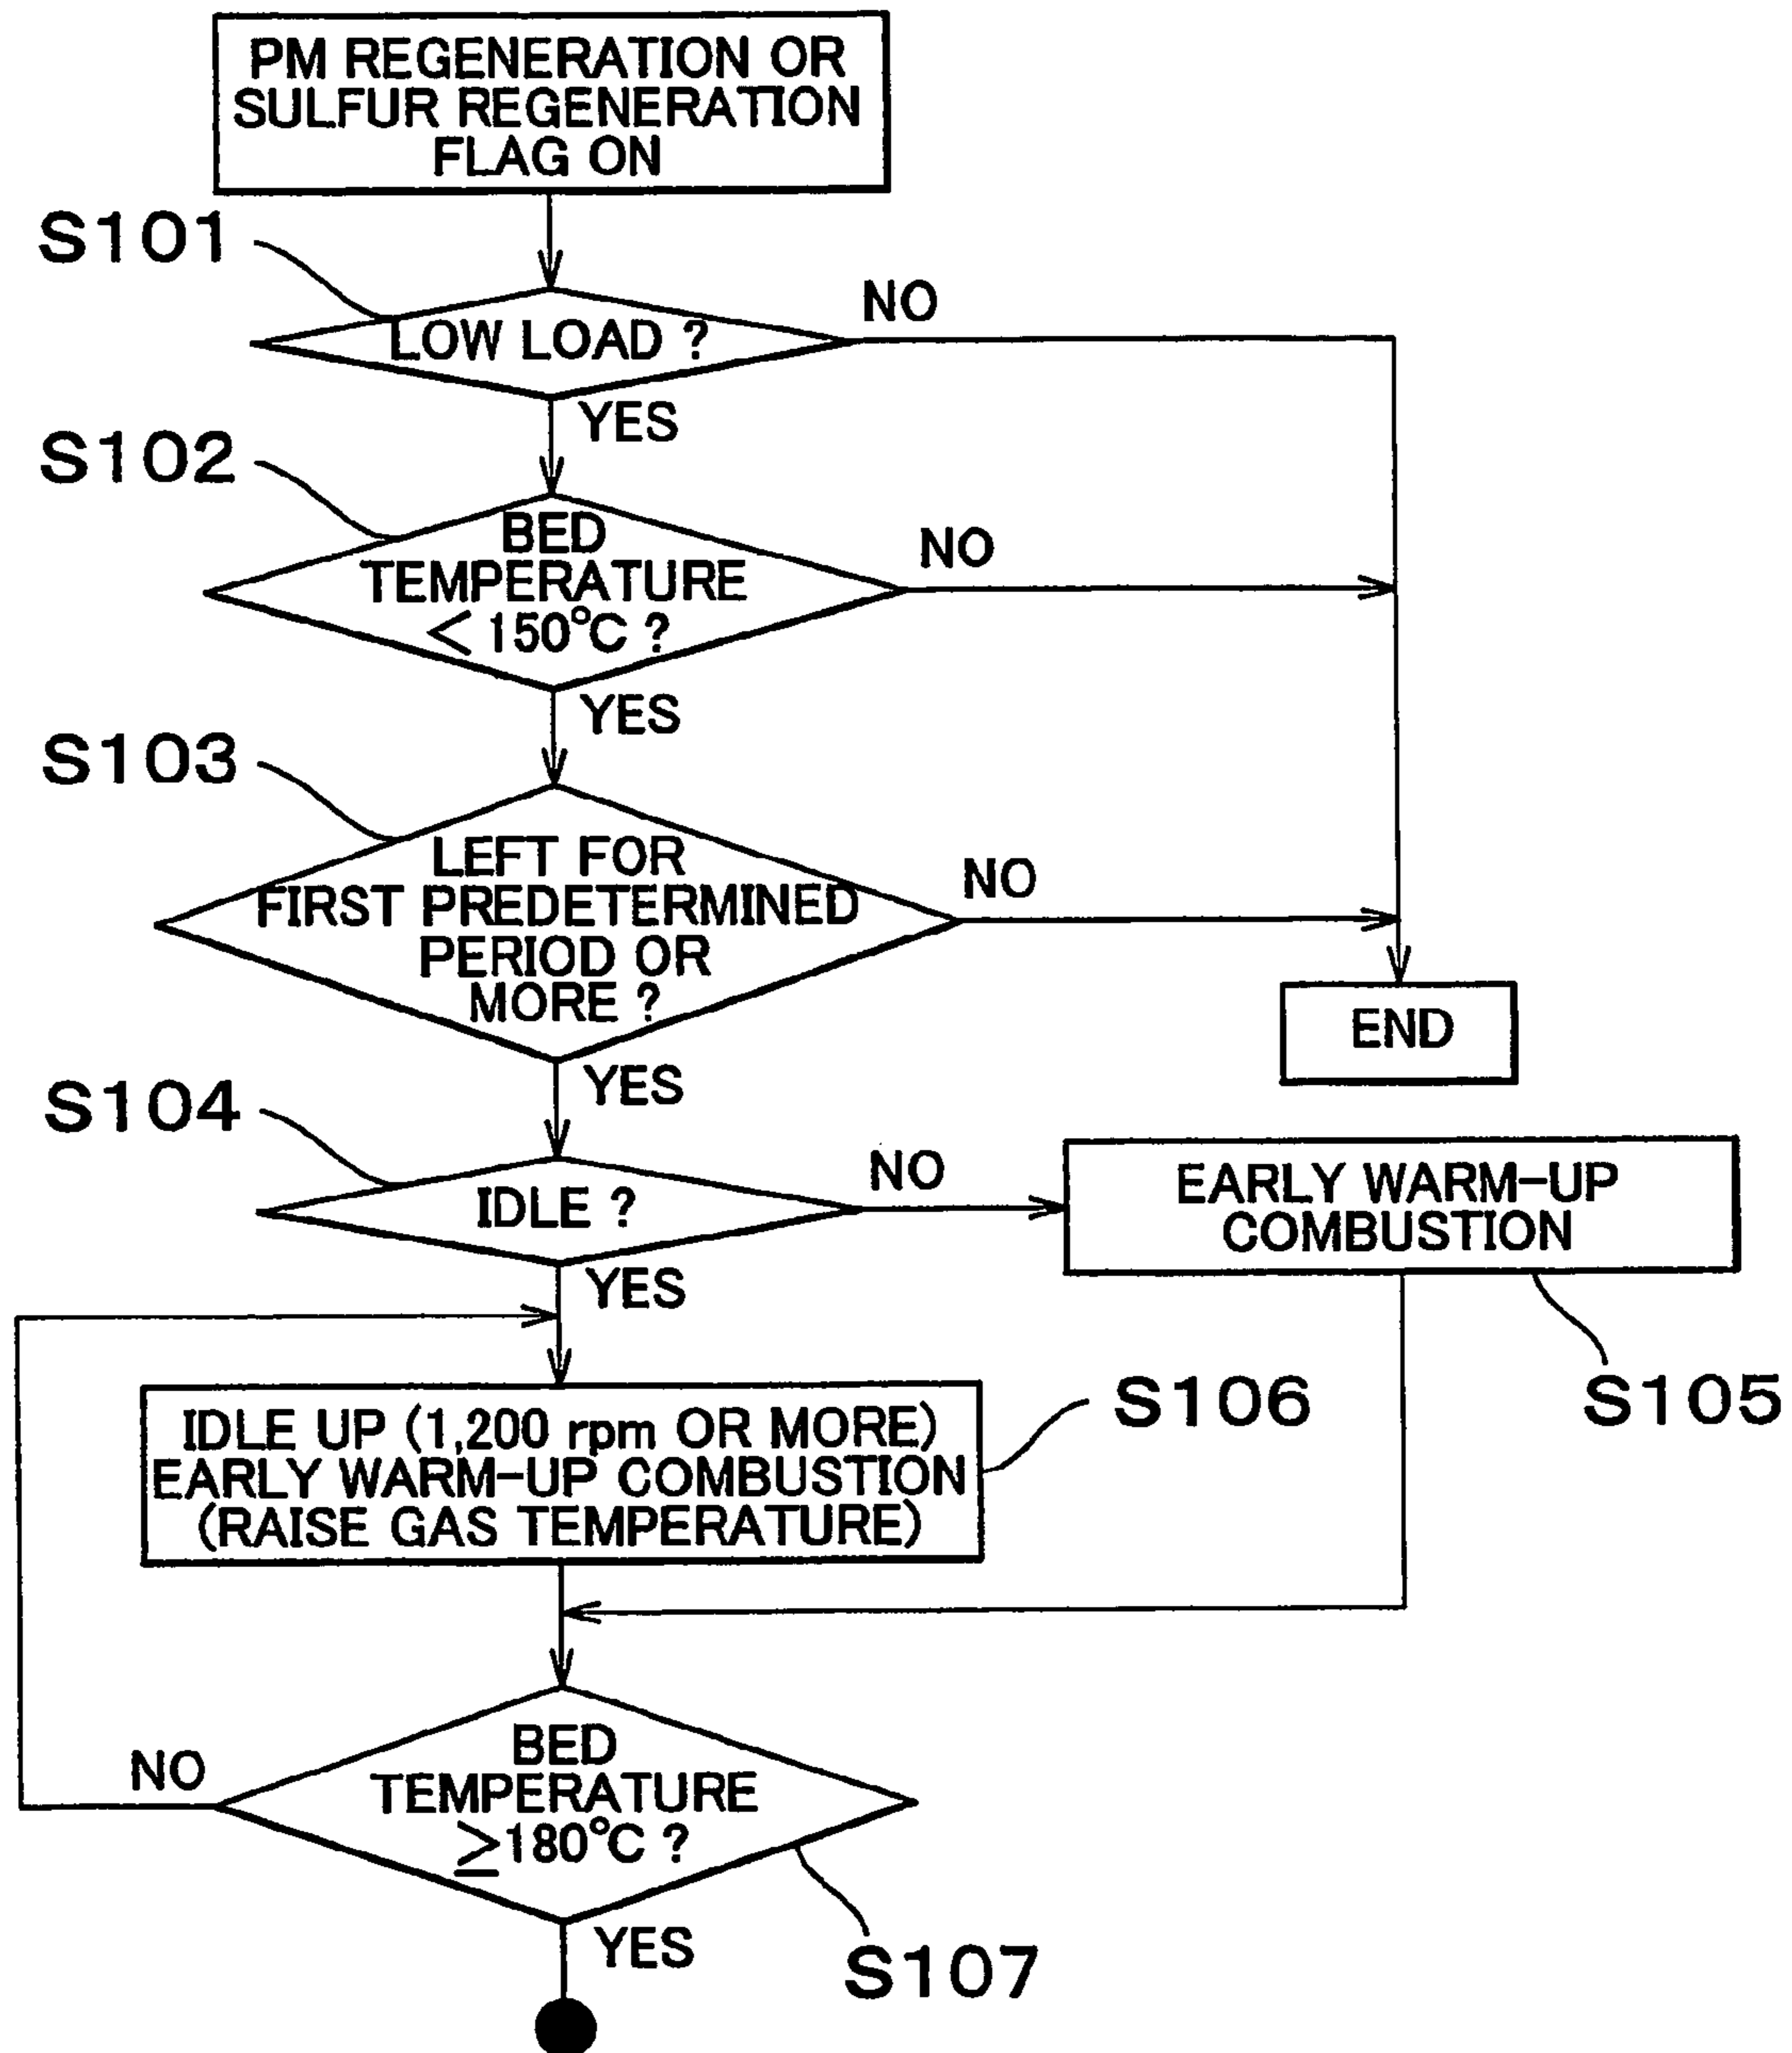 PM REGENERATION OR
SULFUR REGENERATION
FLAG ON
S101
LOW LOAD ?
NO
YES
S102
BED
TEMPERATURE
< 150°C ?
NO
YES
S103
LEFT FOR
FIRST PREDETERMINED
PERIOD OR
MORE ?
NO
END
YES
S104
IDLE ?
NO
EARLY WARM-UP
COMBUSTION
S105
YES
IDLE UP (1,200 rpm OR MORE)
EARLY WARM-UP COMBUSTION
(RAISE GAS TEMPERATURE)
S106
BED
TEMPERATURE
≥180°C ?
NO
YES
S107